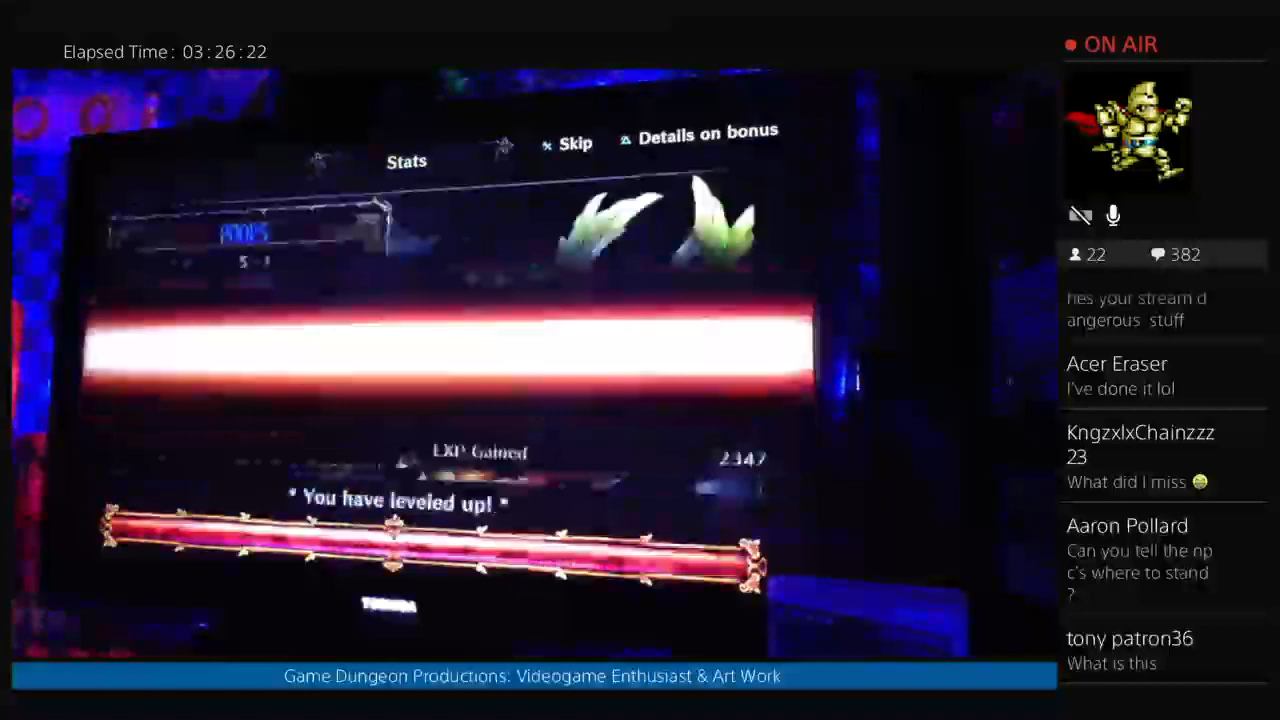 Elapsed Time: 03:26:22
ON AIR
Stats
Skip
Details on bonus
22
382
hes your stream d
angerous stuff
Acer Eraser
I've done it lol
KngzxlxChainzzz
23
What did I miss
Aaron Pollard
Can you tell the np
c's where to stand
?
tony patron36
What is this
EXP Gained
2347
* You have leveled up! *
TOSHIBA
Game Dungeon Productions: Videogame Enthusiast & Art Work